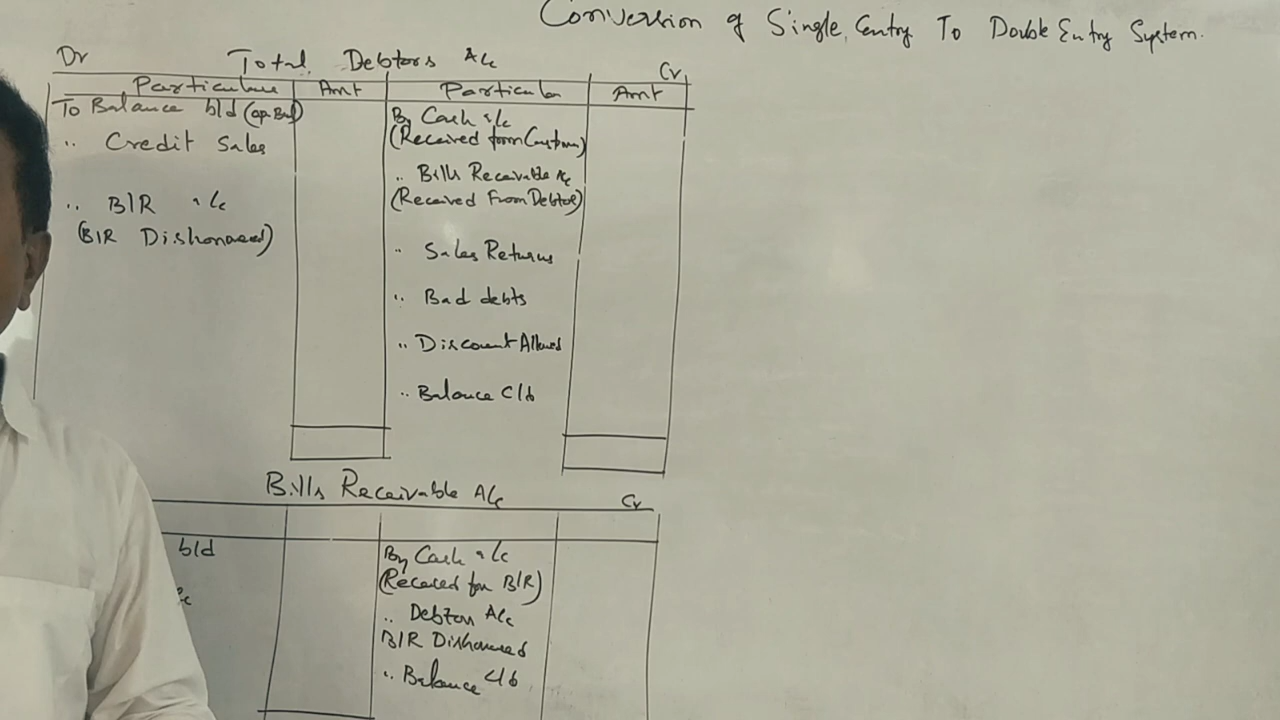 Conversion of Single Entry To Double Entry System.
Dr Total Debtors A/c Cr
Particulars Amt Particular Amt
To Balance b/d (op Bal)
" Credit Sales
" B/R a/c
(B/R Dishonoured)
By Cash a/c
(Received from Custom)
" Bills Receivable A/c
(Received From Debtor)
" Sales Returns
" Bad debts
" Discount Allowed
" Balance C/d
Bills Receivable A/c Cr
b/d
By Cash a/c
(Received for B/R)
" Debtors A/c
B/R Dishonoured
" Balance C/d